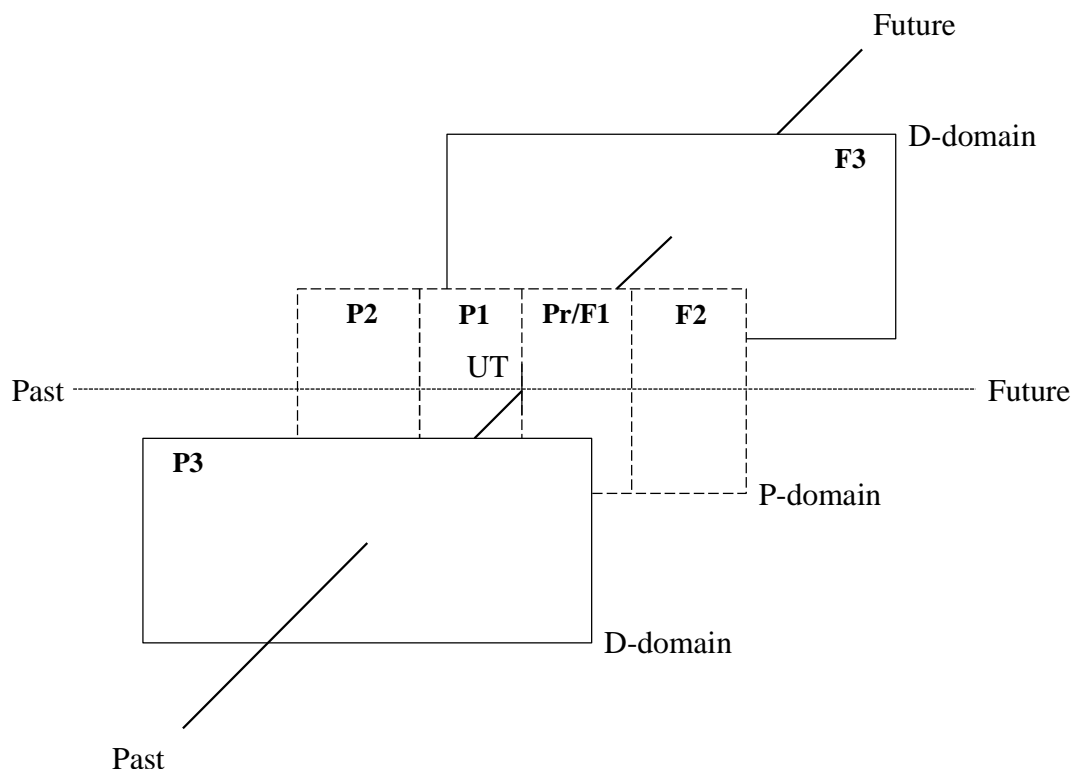 Future
D-domain
F3
P2 P1 Pr/F1 F2
UT
Past Future
P3
P-domain
D-domain
Past